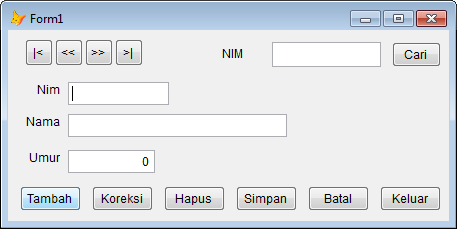 Form1
|< << >> >| NIM Cari
Nim
Nama
Umur 0
Tambah Koreksi Hapus Simpan Batal Keluar